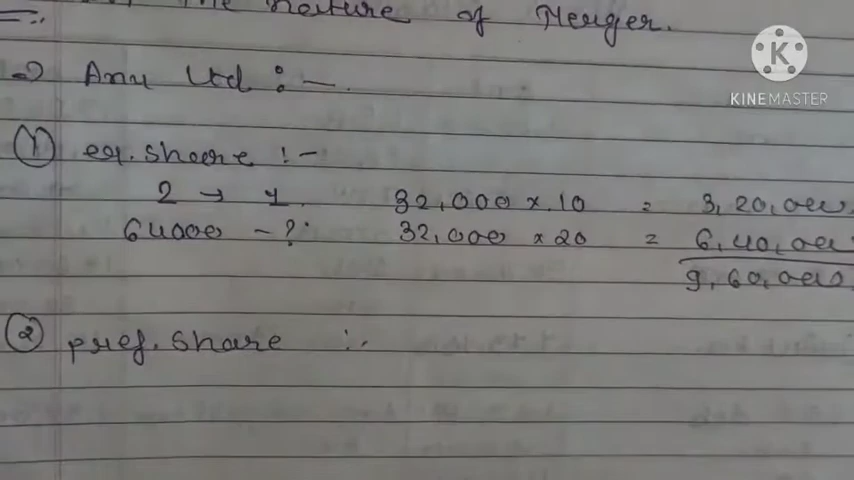 The Nature of Merger.
K
KINEMASTER
=) Anu Ltd :-
① eq. share :-
2 → 1 32,000 x 10 = 3,20,000
64000 - ? 32,000 x 20 = 6,40,000
9,60,000
② pref. share :-